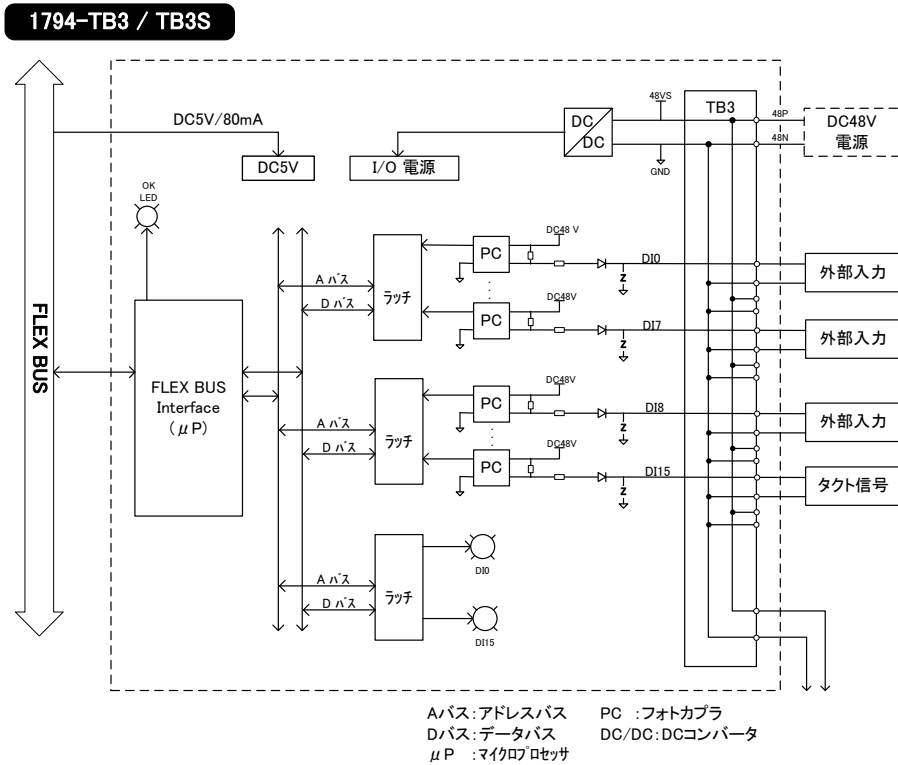 1794-TB3 / TB3S
48VS
TB3
48P
DC48V
電源
48N
DC5V/80mA
DC
DC
GND
DC5V
I/O 電源
OK
LED
DC48 V
PC
DI0
外部入力
A バス
ラッチ
D バス
DC48V
PC
DI7
外部入力
FLEX BUS
FLEX BUS
Interface
(μP)
DC48V
PC
DI8
外部入力
A バス
ラッチ
D バス
DC48V
PC
DI15
タクト信号
Z
Z
Z
Z
DI0
A バス
ラッチ
D バス
DI15
Aバス:アドレスバス PC :フォトカプラ
Dバス:データバス DC/DC:DCコンバータ
μP :マイクロプロセッサ